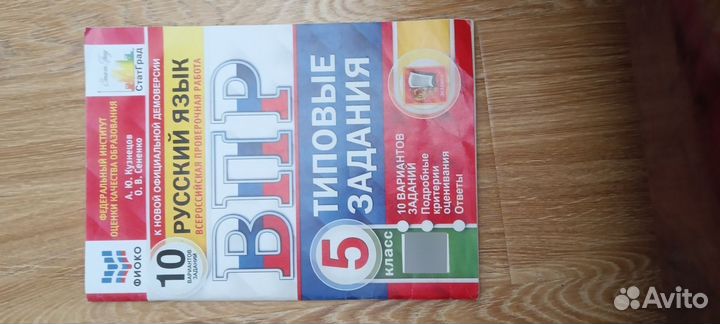 ФИОКО
ФЕДЕРАЛЬНЫЙ ИНСТИТУТ
ОЦЕНКИ КАЧЕСТВА ОБРАЗОВАНИЯ
А. Ю. Кузнецов
О. В. Сененко
СтатГрад
К НОВОЙ ОФИЦИАЛЬНОЙ ДЕМОВЕРСИИ
10
ВАРИАНТОВ
ЗАДАНИЙ
РУССКИЙ ЯЗЫК
ВСЕРОССИЙСКАЯ ПРОВЕРОЧНАЯ РАБОТА
ВПР
5
класс
ТИПОВЫЕ
ЗАДАНИЯ
10 ВАРИАНТОВ
ЗАДАНИЙ
Подробные
критерии
оценивания
Ответы
Avito